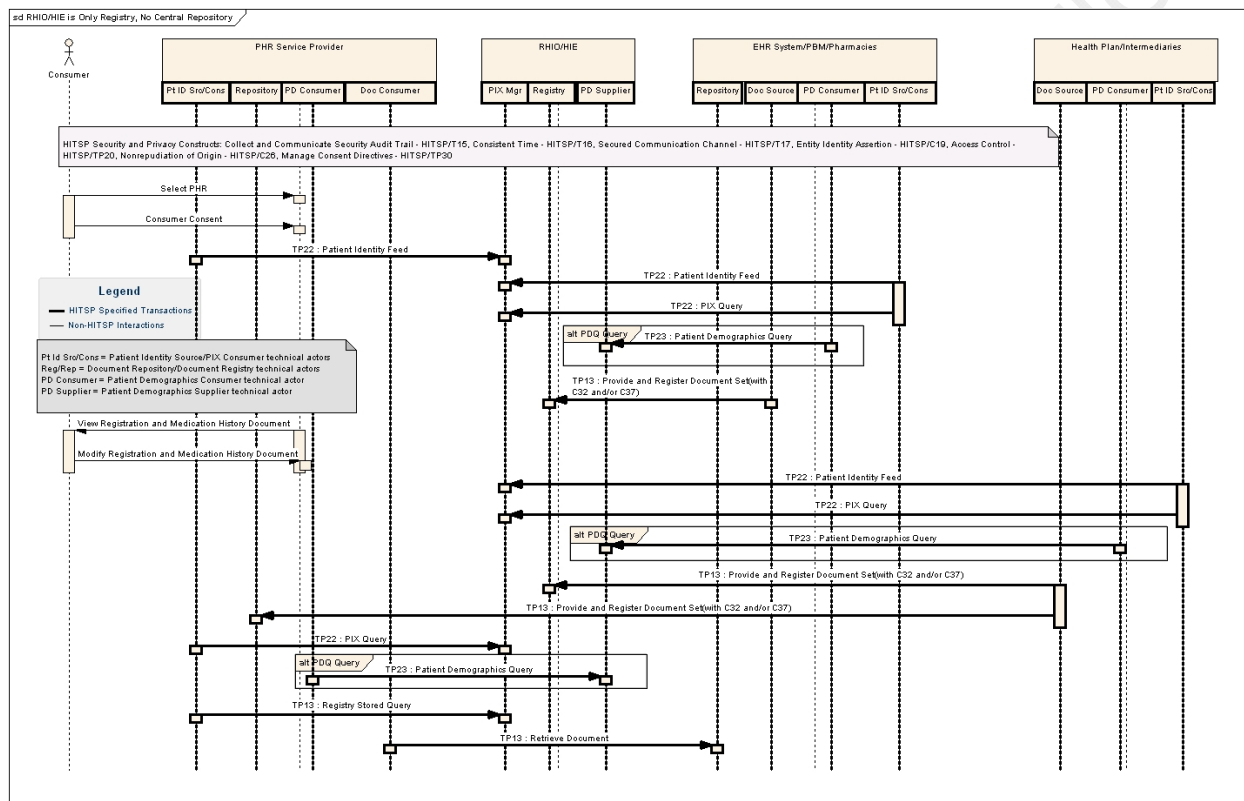 sd RHIO/HIE is Only Registry, No Central Repository
Consumer
PHR Service Provider
RHIO/HIE
EHR System/PBM/Pharmacies
Health Plan/Intermediaries
Pt ID Sro/Cons
Repository
PD Consumer
Doc Consumer
PIX Mgr
Registry
PD Supplier
Repository
Doc Source
PD Consumer
Pt ID Sro/Cons
Doc Source
PD Consumer
Pt ID Sro/Cons
HITSP Security and Privacy Constructs: Collect and Communicate Security Audit Trail - HITSP/T15, Consistent Time - HITSP/T16, Secured Communication Channel - HITSP/T17, Entity Identity Assertion - HITSP/C19, Access Control -
HITSP/TP20, Nonrepudiation of Origin - HITSP/C26, Manage Consent Directives - HITSP/TP30
Select PHR
Consumer Consent
TP22 : Patient Identity Feed
TP22 : Patient Identity Feed
Legend
HITSP Specified Transactions
Non-HITSP Interactions
TP22 : PIX Query
alt PDQ Query
TP23 : Patient Demographics Query
Pt Id Sro/Cons = Patient Identity Source/PIX Consumer technical actors
Reg/Rep = Document Repository/Document Registry technical actors
PD Consumer = Patient Demographics Consumer technical actor
PD Supplier = Patient Demographics Supplier technical actor
TP13 : Provide and Register Document Set(with
C32 and/or C37)
View Registration and Medication History Document
Modify Registration and Medication History Document
TP22 : Patient Identity Feed
TP22 : PIX Query
alt PDQ Query
TP23 : Patient Demographics Query
TP13 : Provide and Register Document Set(with C32 and/or C37)
TP13 : Provide and Register Document Set(with C32 and/or C37)
TP22 : PIX Query
alt PDQ Query
TP23 : Patient Demographics Query
TP13 : Registry Stored Query
TP13 : Retrieve Document